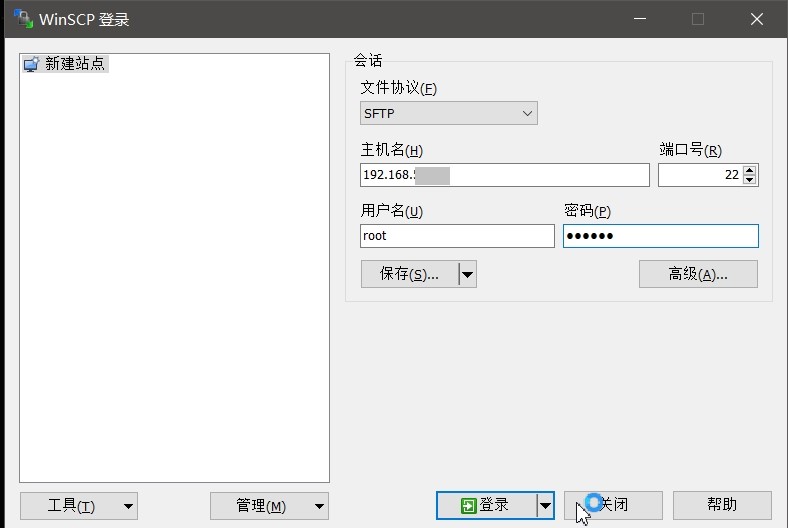 WinSCP 登录
新建站点
会话
文件协议(F)
SFTP
主机名(H) 端口号(R)
192.168. 22
用户名(U) 密码(P)
root ●●●●●●
保存(S)... 高级(A)...
工具(T) 管理(M) 登录 关闭 帮助